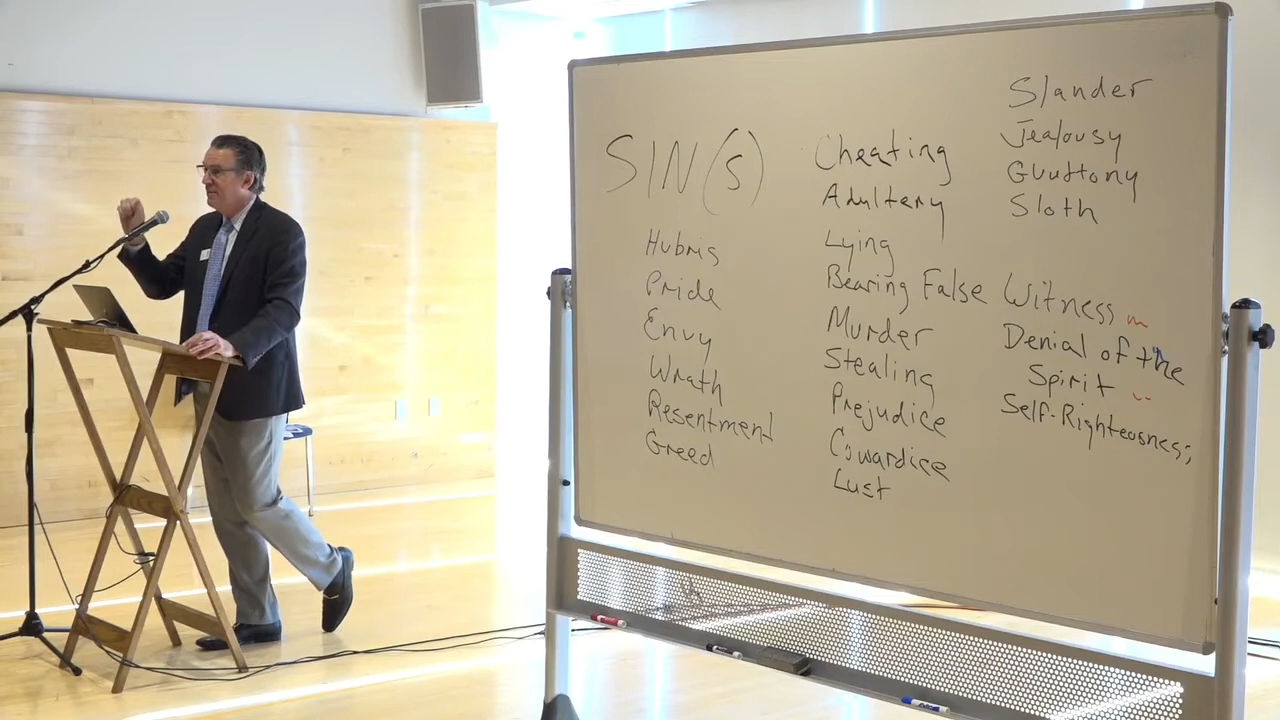 SIN(s)
Hubris
Pride
Envy
Wrath
Resentment
Greed
Cheating
Adultery
Lying
Bearing False Witness
Murder
Stealing
Prejudice
Cowardice
Lust
Slander
Jealousy
Gluttony
Sloth
Denial of the
Spirit
Self-Righteosness;